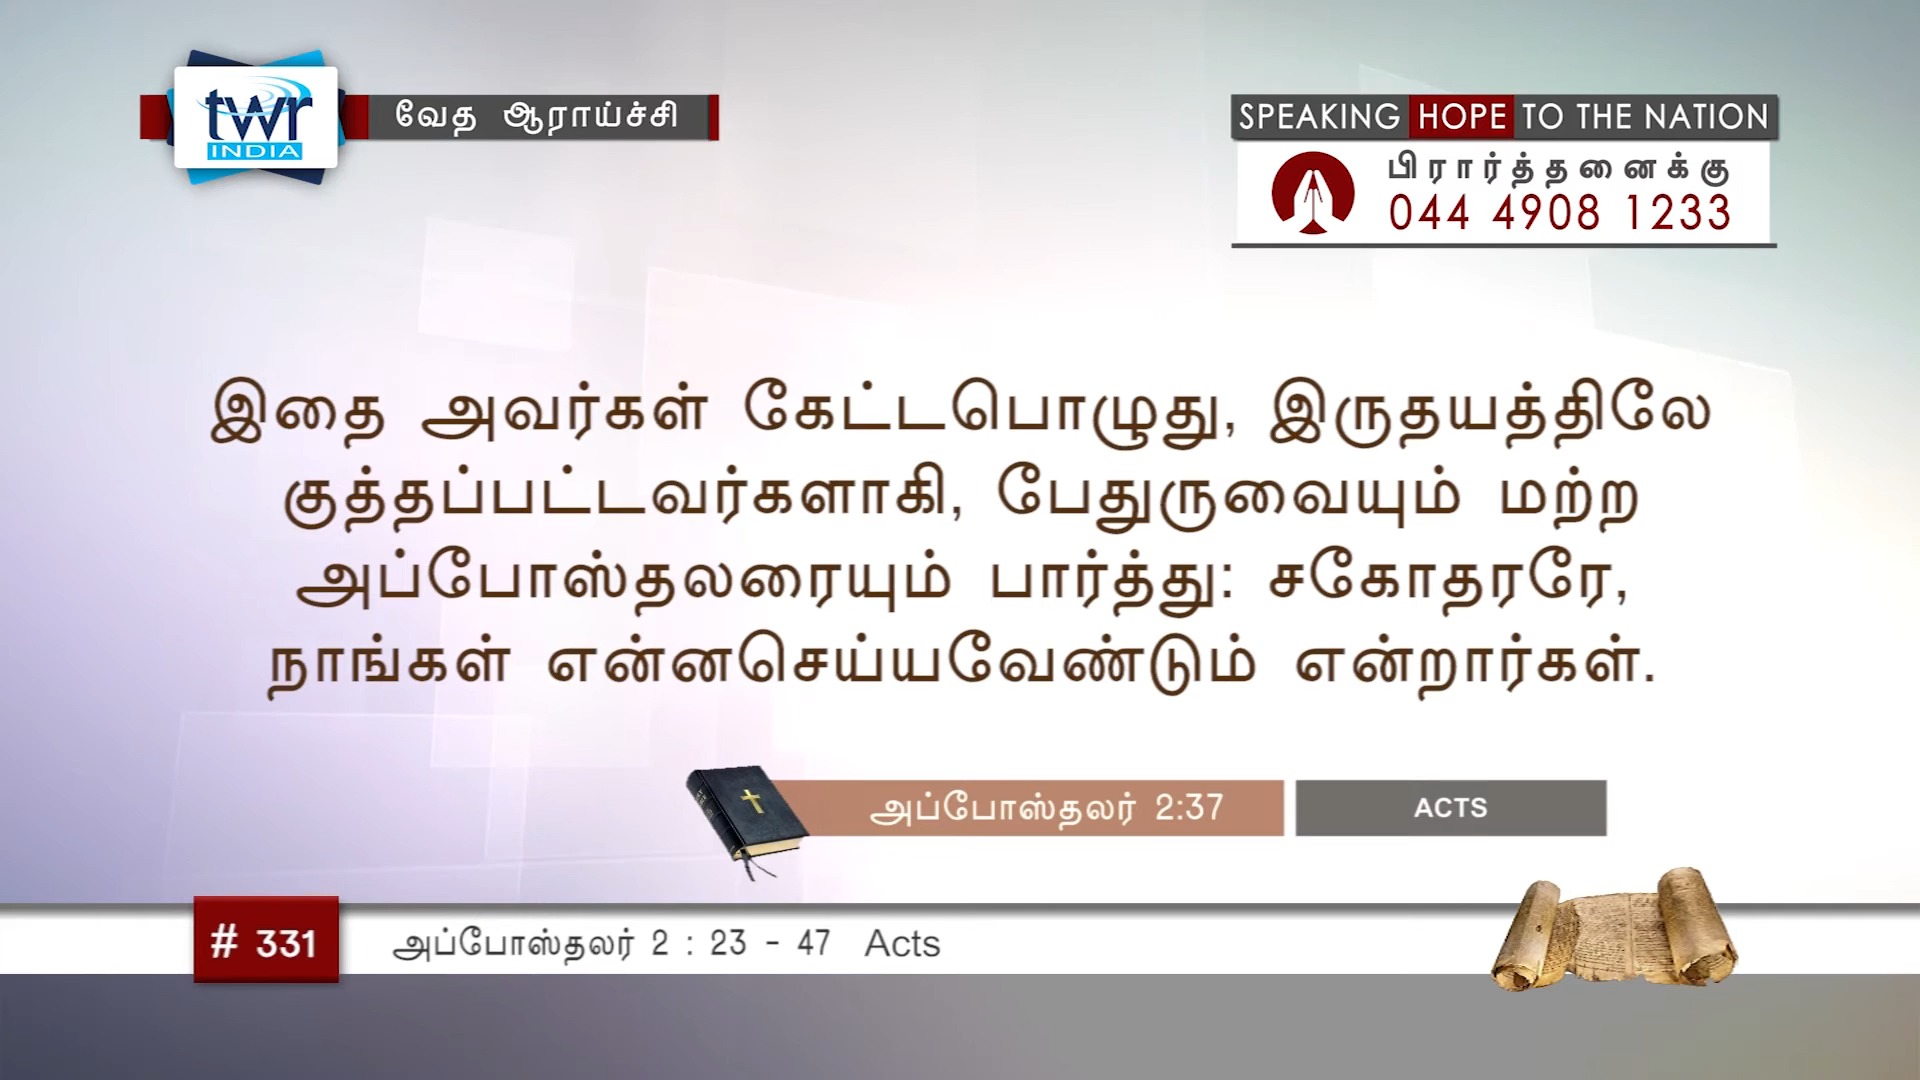 twr
INDIA
வேத ஆராய்ச்சி
SPEAKING HOPE TO THE NATION
பிரார்த்தனைக்கு
044 4908 1233
இதை அவர்கள் கேட்டபொழுது, இருதயத்திலே
குத்தப்பட்டவர்களாகி, பேதுருவையும் மற்ற
அப்போஸ்தலரையும் பார்த்து: சகோதரரே,
நாங்கள் என்னசெய்யவேண்டும் என்றார்கள்.
அப்போஸ்தலர் 2:37
ACTS
# 331
அப்போஸ்தலர் 2 : 23 - 47 Acts